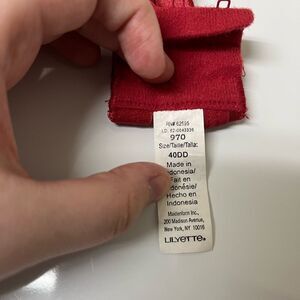 RN# 62595
970
Size/Taille/Talla:
40DD
Made in
Indonesia/
Fait en
Indonésie/
Hecho en
Indonesia
Maidenform Inc.,
200 Madison Avenue,
New York, NY 10016
LILYETTE®